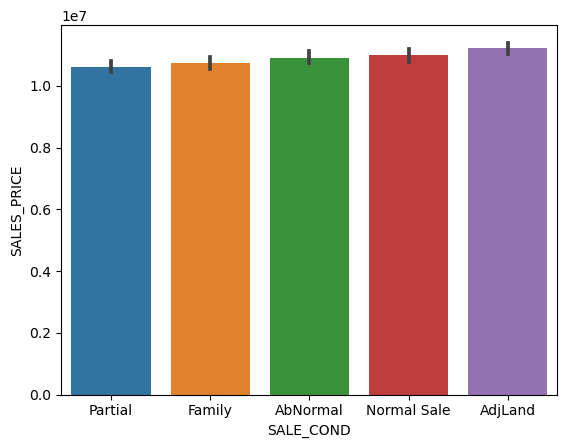 1e7
1.0
0.8
0.6
0.4
0.2
0.0
SALES_PRICE
Partial Family AbNormal Normal Sale AdjLand
SALE_COND